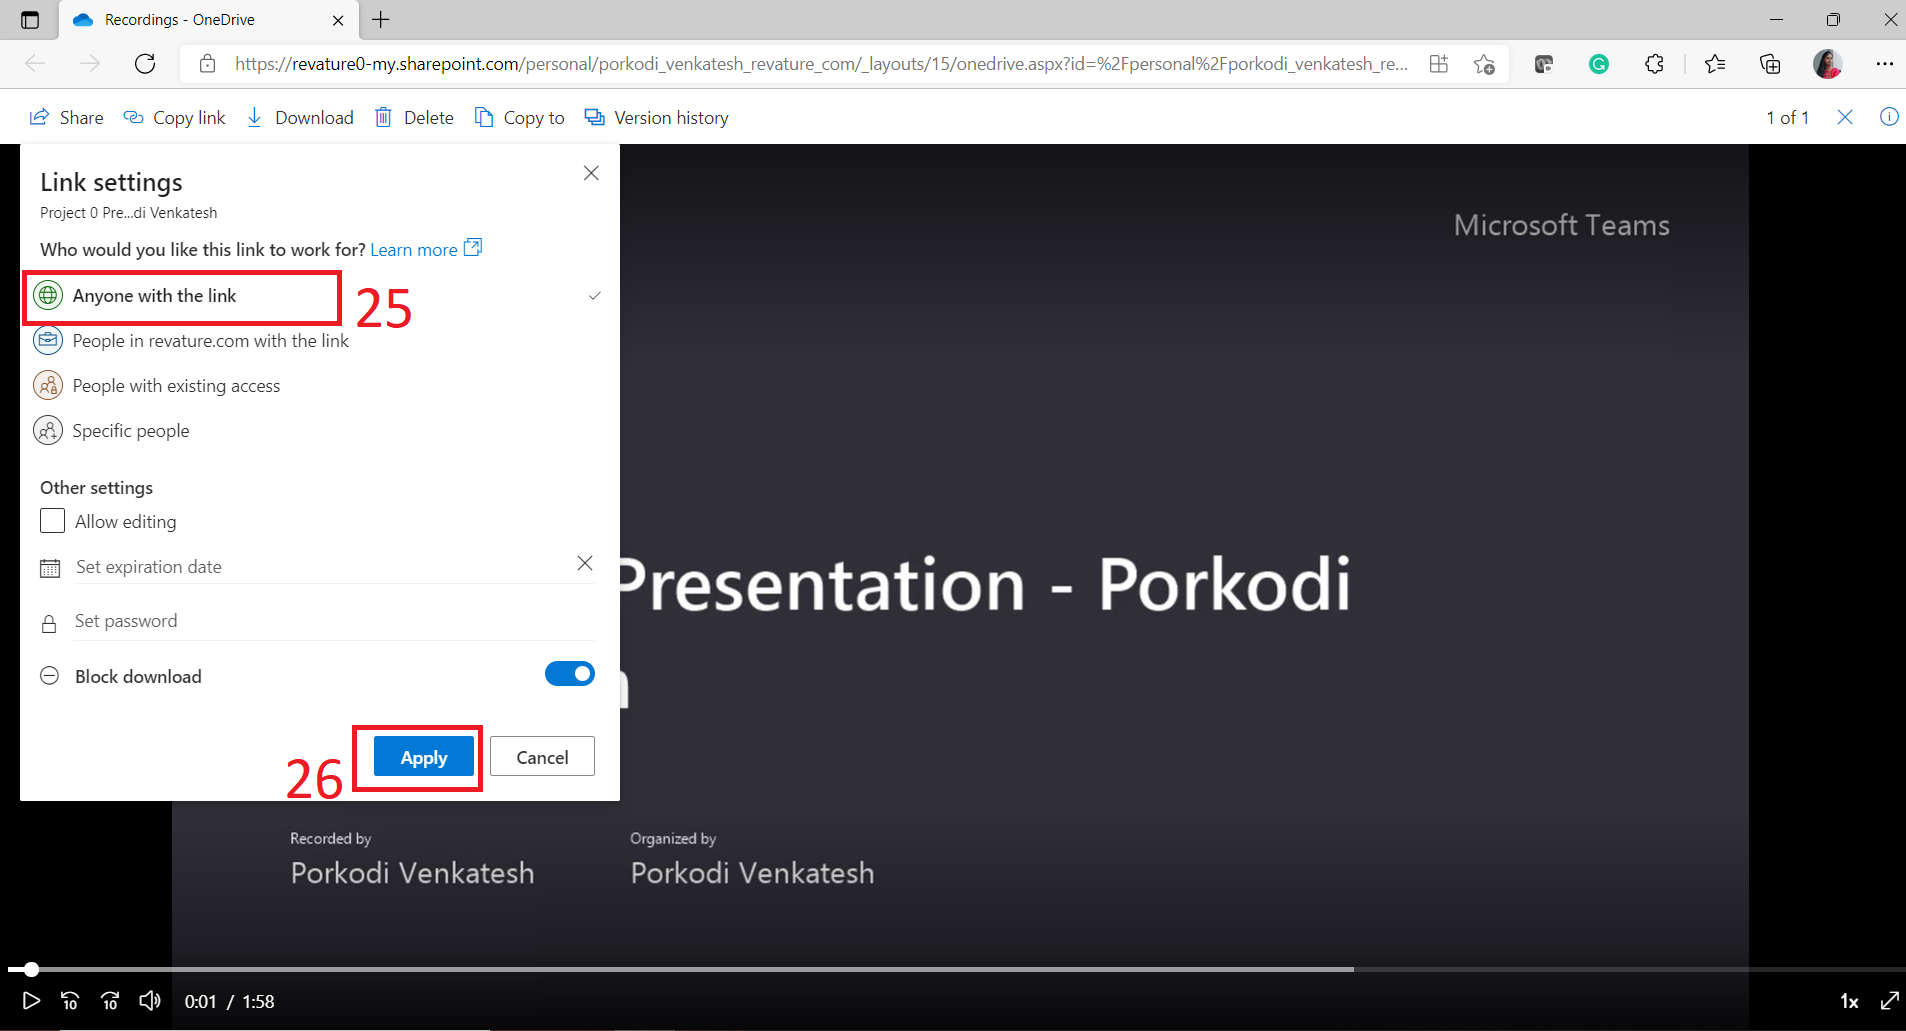 Recordings - OneDrive
https://revature0-my.sharepoint.com/personal/porkodi_venkatesh_revature_com/_layouts/15/onedrive.aspx?id=%2Fpersonal%2Fporkodi_venkatesh_re...
Share Copy link Download Delete Copy to Version history 1 of 1
Link settings
Project 0 Pre...di Venkatesh
Who would you like this link to work for? Learn more
Anyone with the link
25
People in revature.com with the link
People with existing access
Specific people
Other settings
Allow editing
Set expiration date
Set password
Block download
Apply Cancel
26
Microsoft Teams
Presentation - Porkodi
Recorded by
Porkodi Venkatesh
Organized by
Porkodi Venkatesh
10 10 0:01 / 1:58 1x